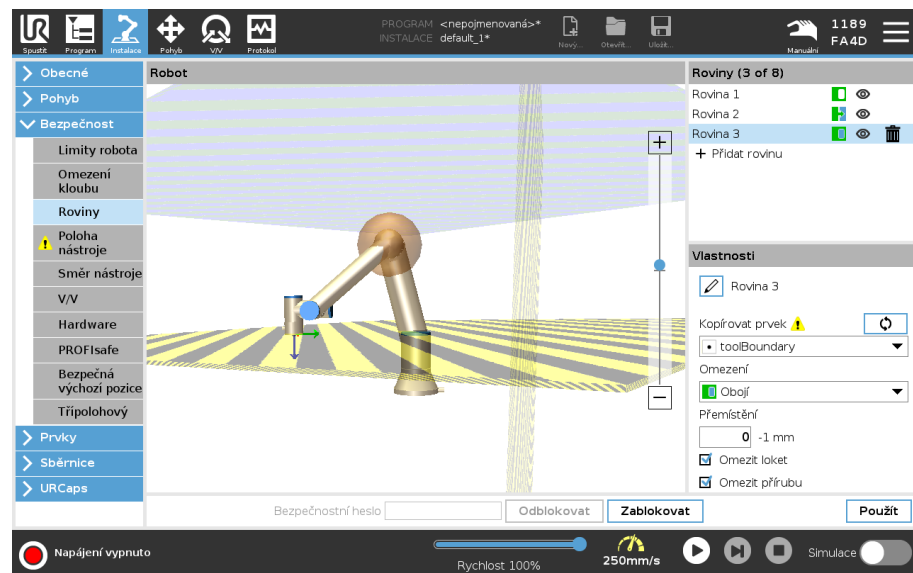 PROGRAM <nepojmenovaná>*
INSTALACE default_1*
Spustit
Program
Instalace
Pohyb
V/V
Protokol
Nový...
Otevřít...
Uložit...
Manuální
1189
FA4D
Obecné
Pohyb
Bezpečnost
Limity robota
Omezení
kloubu
Roviny
Poloha
nástroje
Směr nástroje
V/V
Hardware
PROFIsafe
Bezpečná
výchozí pozice
Třípolohový
Prvky
Sběrnice
URCaps
Robot
Roviny (3 of 8)
Rovina 1
Rovina 2
Rovina 3
+ Přidat rovinu
Vlastnosti
Rovina 3
Kopírovat prvek
toolBoundary
Omezení
Obojí
Přemístění
0 -1 mm
Omezit loket
Omezit přírubu
Bezpečnostní heslo
Odblokovat
Zablokovat
Použít
Napájení vypnuto
Rychlost 100%
250mm/s
Simulace